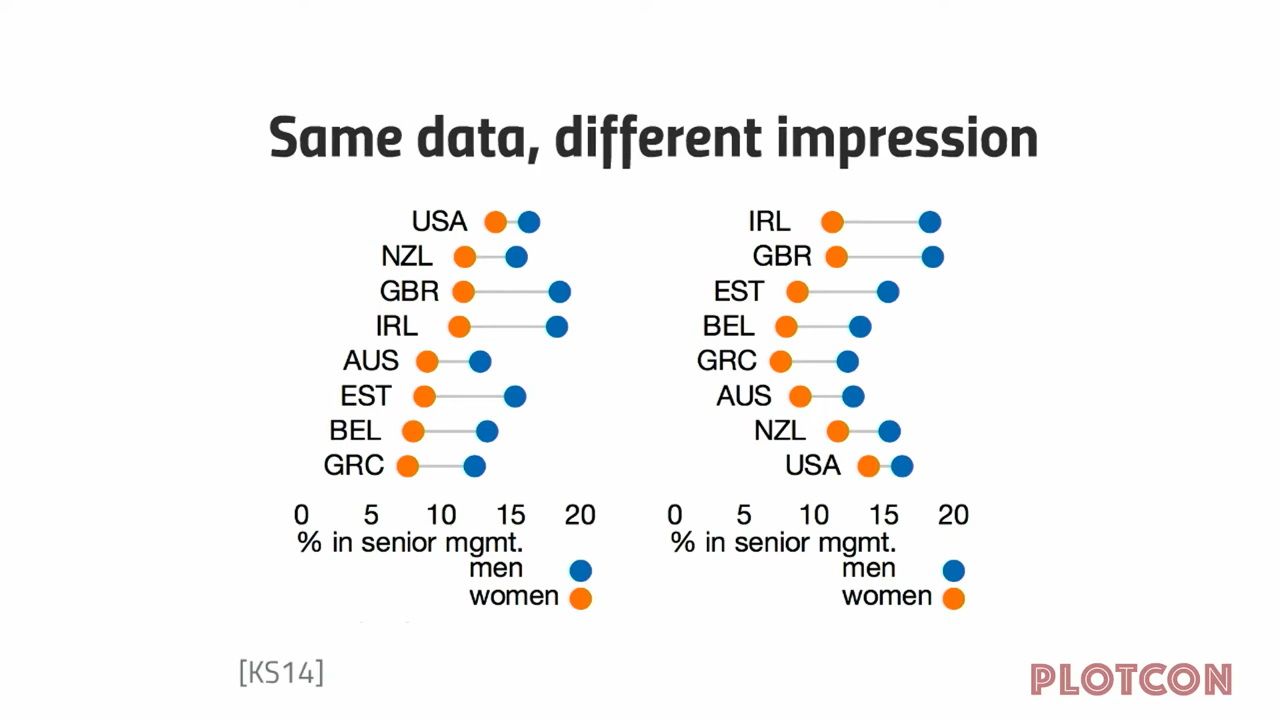 Same data, different impression
USA
NZL
GBR
IRL
AUS
EST
BEL
GRC
0 5 10 15 20
% in senior mgmt.
men
women
IRL
GBR
EST
BEL
GRC
AUS
NZL
USA
0 5 10 15 20
% in senior mgmt.
men
women
[KS14]
PLOTCON